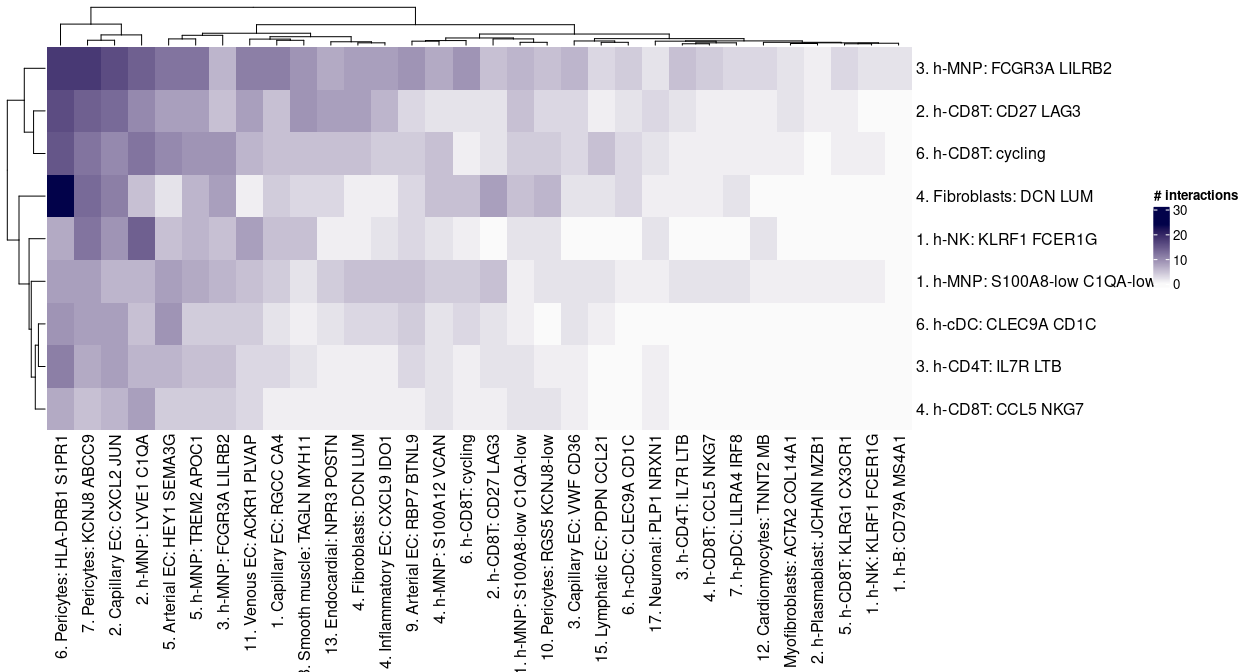 3. h-MNP: FCGR3A LILRB2
2. h-CD8T: CD27 LAG3
6. h-CD8T: cycling
4. Fibroblasts: DCN LUM
1. h-NK: KLRF1 FCER1G
1. h-MNP: S100A8-low C1QA-low
6. h-cDC: CLEC9A CD1C
3. h-CD4T: IL7R LTB
4. h-CD8T: CCL5 NKG7
# interactions
30
20
10
0
6. Pericytes: HLA-DRB1 S1PR1
7. Pericytes: KCNJ8 ABCC9
2. Capillary EC: CXCL2 JUN
2. h-MNP: LYVE1 C1QA
5. Arterial EC: HEY1 SEMA3G
5. h-MNP: TREM2 APOC1
3. h-MNP: FCGR3A LILRB2
11. Venous EC: ACKR1 PLVAP
1. Capillary EC: RGCC CA4
. Smooth muscle: TAGLN MYH11
13. Endocardial: NPR3 POSTN
4. Fibroblasts: DCN LUM
4. Inflammatory EC: CXCL9 IDO1
9. Arterial EC: RBP7 BTNL9
4. h-MNP: S100A12 VCAN
6. h-CD8T: cycling
2. h-CD8T: CD27 LAG3
1. h-MNP: S100A8-low C1QA-low
10. Pericytes: RGS5 KCNJ8-low
3. Capillary EC: VWF CD36
15. Lymphatic EC: PDPN CCL21
6. h-cDC: CLEC9A CD1C
17. Neuronal: PLP1 NRXN1
3. h-CD4T: IL7R LTB
4. h-CD8T: CCL5 NKG7
7. h-pDC: LILRA4 IRF8
12. Cardiomyocytes: TNNT2 MB
Myofibroblasts: ACTA2 COL14A1
2. h-Plasmablast: JCHAIN MZB1
5. h-CD8T: KLRG1 CX3CR1
1. h-NK: KLRF1 FCER1G
1. h-B: CD79A MS4A1